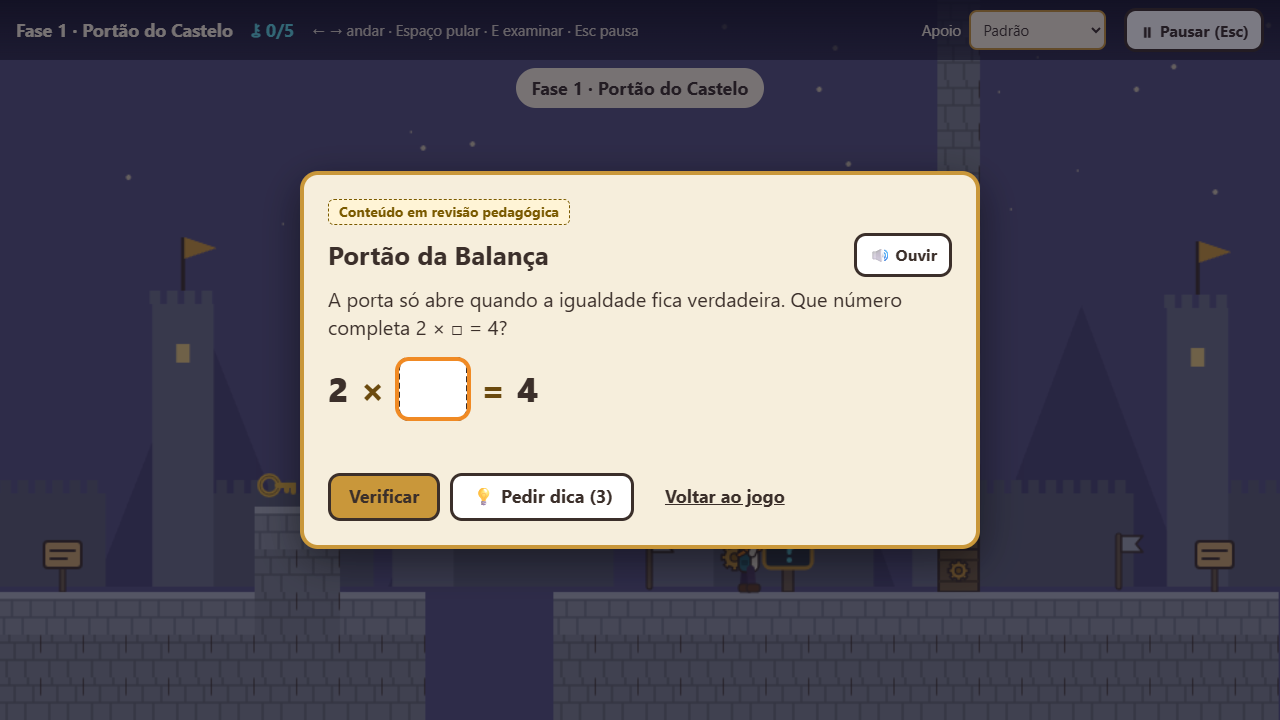 Fase 1 · Portão do Castelo 0/5 ← → andar · Espaço pular · E examinar · Esc pausa Apoio Padrão Pausar (Esc)
Fase 1 · Portão do Castelo
Conteúdo em revisão pedagógica
Portão da Balança Ouvir
A porta só abre quando a igualdade fica verdadeira. Que número
completa 2 × □ = 4?
2 × = 4
Verificar Pedir dica (3) Voltar ao jogo